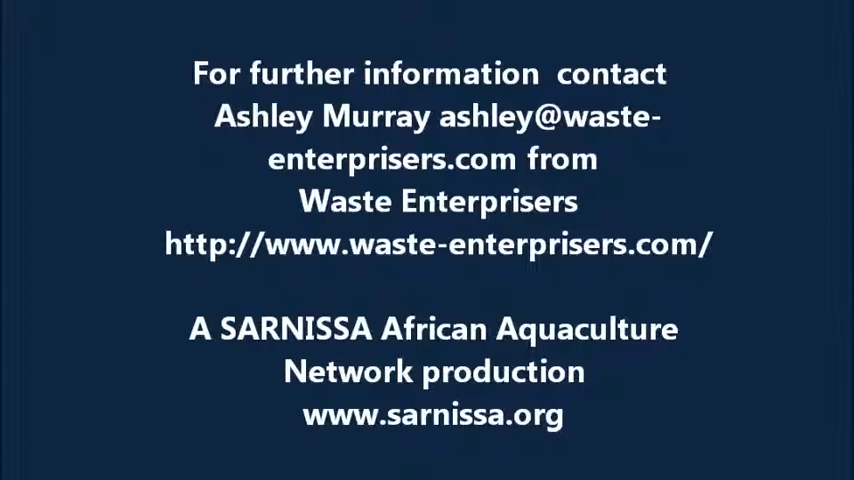 For further information  contact
Ashley Murray ashley@waste-
enterprisers.com from
Waste Enterprisers
http://www.waste-enterprisers.com/
A SARNISSA African Aquaculture
Network production
www.sarnissa.org